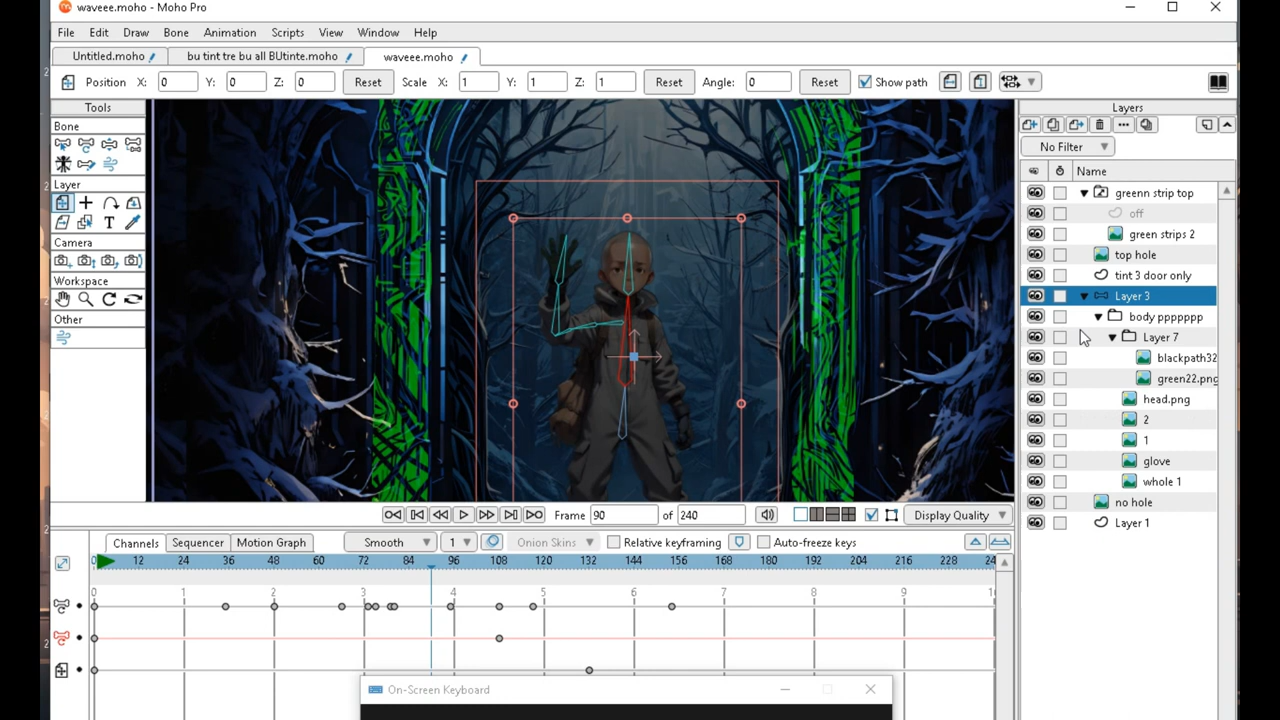 waveee.moho - Moho Pro
File Edit Draw Bone Animation Scripts View Window Help
Untitled.moho bu tint tre bu all BUtinte.moho waveee.moho
Position X: 0 Y: 0 Z: 0 Reset Scale X: 1 Y: 1 Z: 1 Reset Angle: 0 Reset Show path
Tools
Layers
Bone
No Filter
Name
Layer
greenn strip top
off
green strips 2
Camera
top hole
tint 3 door only
Workspace
Layer 3
body pppppppp
Other
Layer 7
blackpath32
green22.png
head.png
2
1
glove
whole 1
no hole
Layer 1
Frame 90 of 240 Display Quality
Channels Sequencer Motion Graph Smooth 1 Onion Skins Relative keyframing Auto-freeze keys
0 12 24 36 48 60 72 84 96 108 120 132 144 156 168 180 192 204 216 228 24
0 1 2 3 4 5 6 7 8 9 1
On-Screen Keyboard